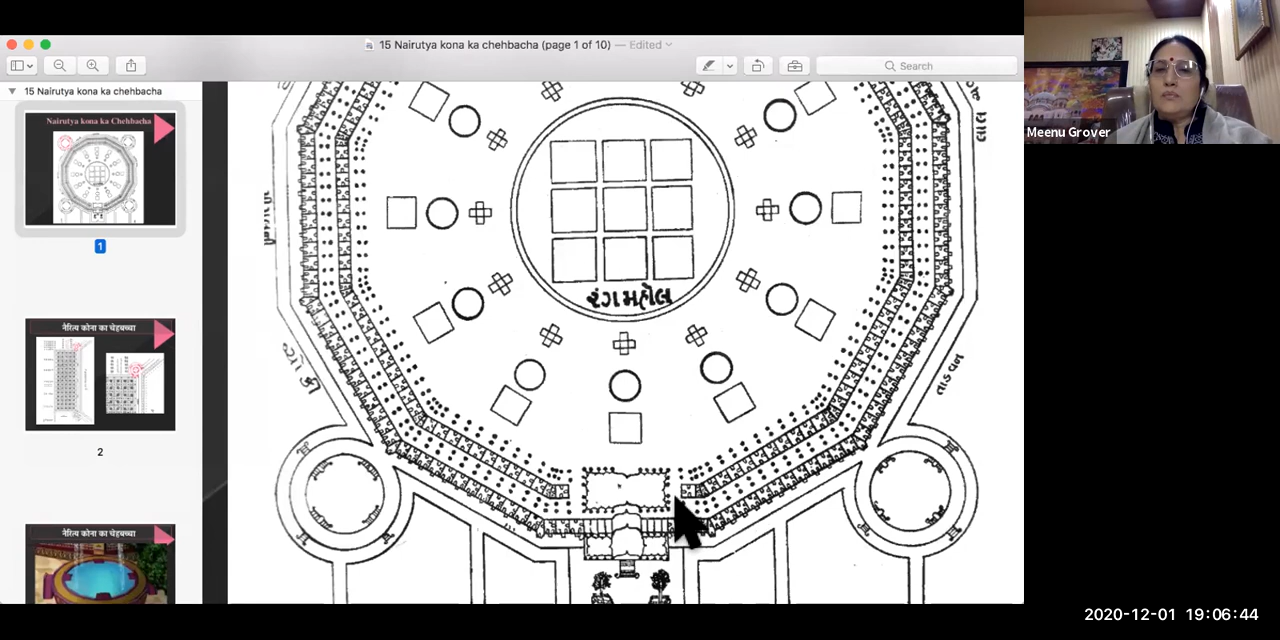 15 Nairutya kona ka chehbacha (page 1 of 10) — Edited
Search
15 Nairutya kona ka chehbacha
Nairutya kona ka Chehbacha
1
नैरित्य कोना का चेहबच्चा
2
नैरित्य कोना का चेहबच्चा
રંગમહોલ
તાડવન
Meenu Grover
2020-12-01 19:06:44